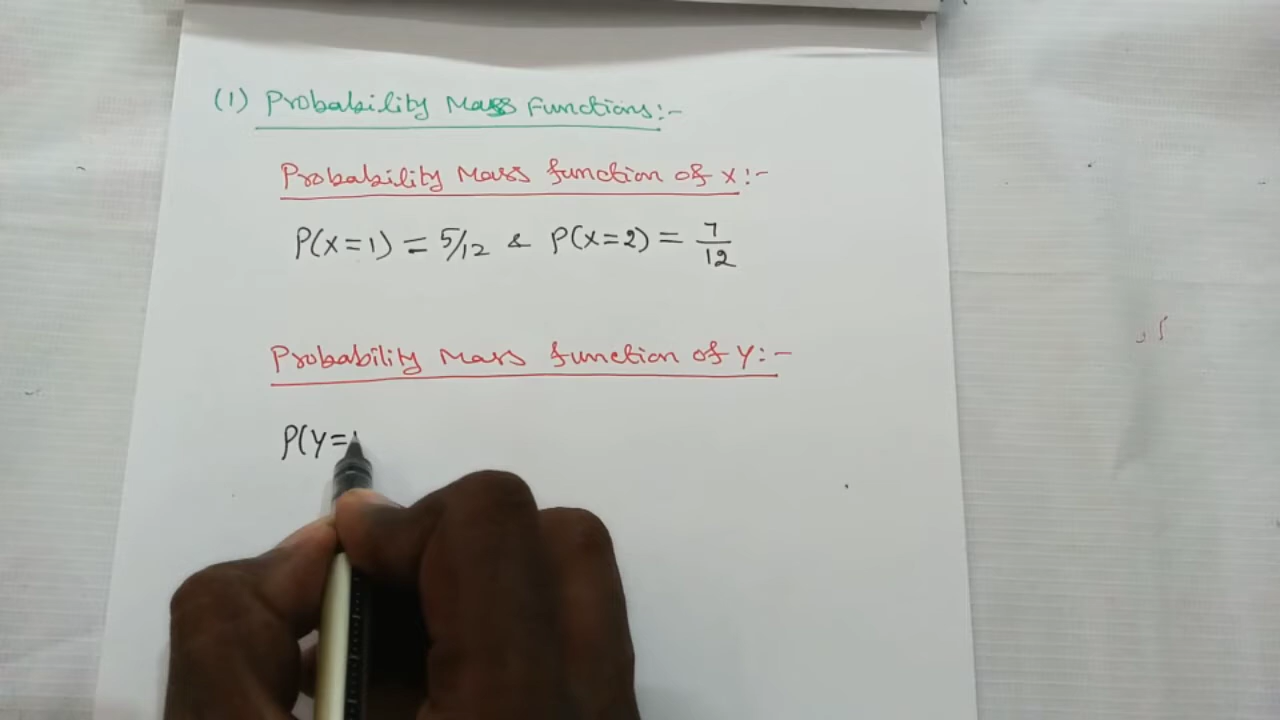 (1) Probability Mass Functions:-
Probability Mass function of X:-
P(X=1) = 5/12 & P(X=2) = 7/12
Probability Mass function of Y:-
P(Y=